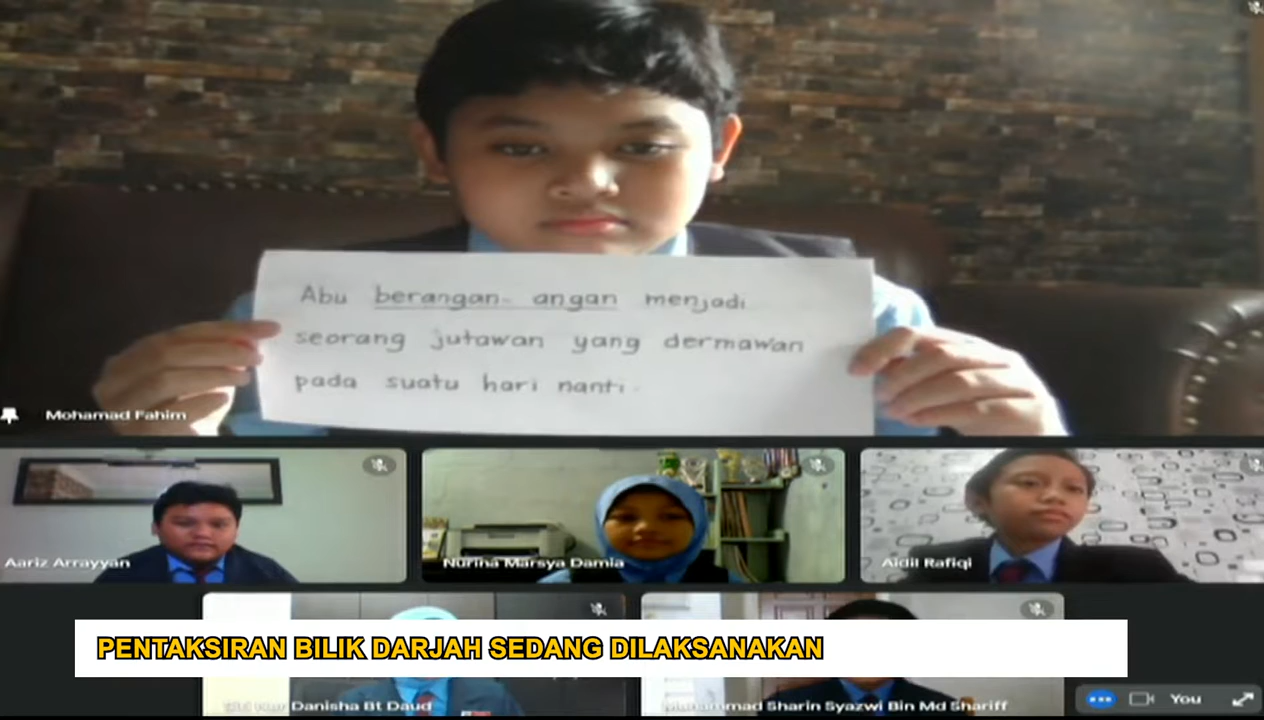 Abu berangan-angan menjadi
seorang jutawan yang dermawan
pada suatu hari nanti.
Mohamad Fahim
Aariz Arrayyan
Nurina Marsya Damia
Aidil Rafiqi
PENTAKSIRAN BILIK DARJAH SEDANG DILAKSANAKAN
Nur Danisha Bt Daud
Muhammad Sharin Syazwi Bin Md Shariff
You